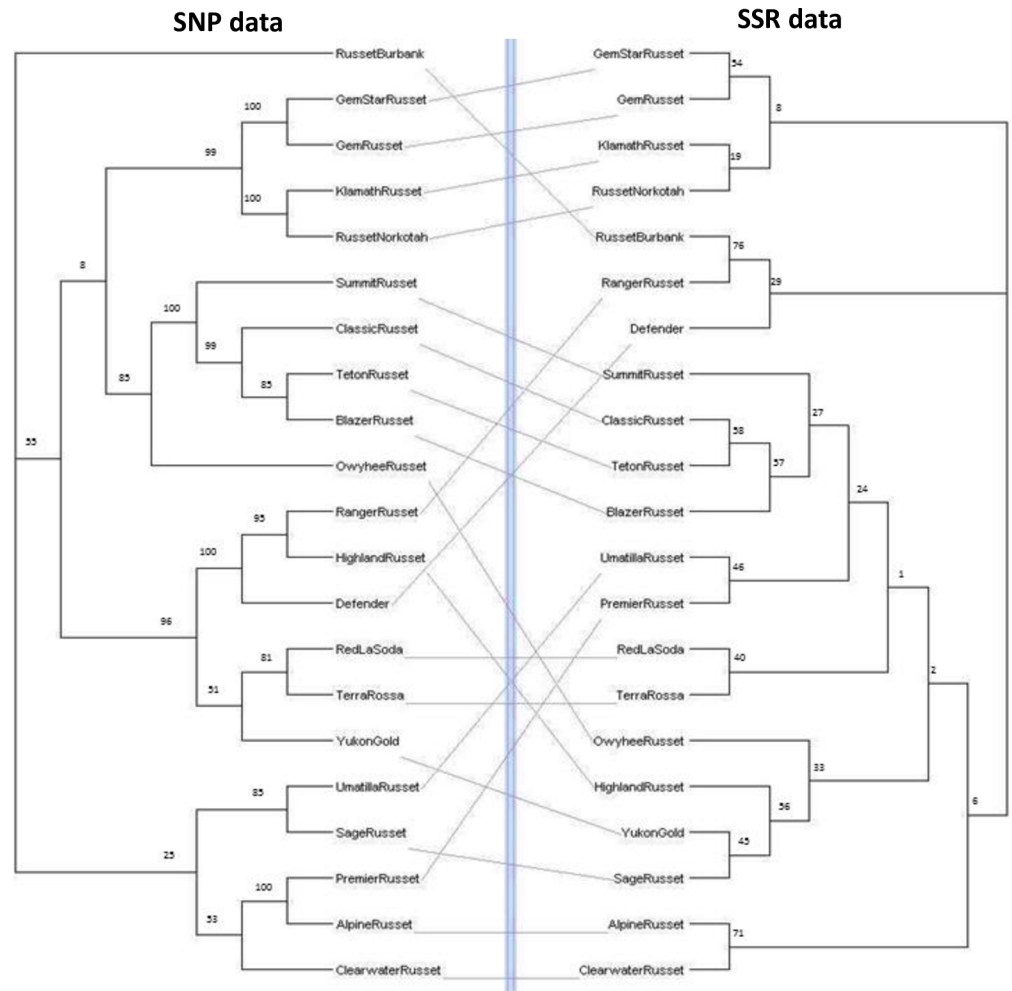 SNP data
SSR data
RussetBurbank
GemStarRusset
GemRusset
KlamathRusset
RussetNorkotah
SummitRusset
ClassicRusset
TetonRusset
BlazerRusset
OwyheeRusset
RangerRusset
HighlandRusset
Defender
RedLaSoda
TerraRossa
YukonGold
UmatillaRusset
SageRusset
PremierRusset
AlpineRusset
ClearwaterRusset
100
99
100
8
100
99
85
85
55
95
100
96
81
51
85
25
100
53
GemStarRusset
GemRusset
KlamathRusset
RussetNorkotah
RussetBurbank
RangerRusset
Defender
SummitRusset
ClassicRusset
TetonRusset
BlazerRusset
UmatillaRusset
PremierRusset
RedLaSoda
TerraRossa
OwyheeRusset
HighlandRusset
YukonGold
SageRusset
AlpineRusset
ClearwaterRusset
54
8
19
76
29
27
58
57
24
46
1
40
2
33
56
6
45
71